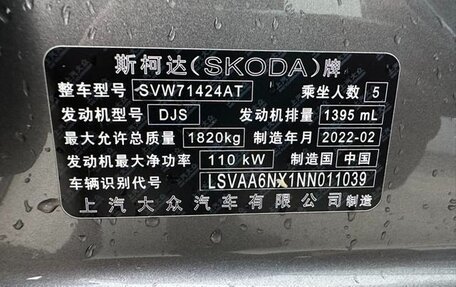 斯柯达(SKODA)牌
整车型号 SVW71424AT 乘坐人数 5
发动机型号 DJS 发动机排量 1395 mL
最大允许总质量 1820kg 制造年月 2022-02
发动机最大净功率 110 kW 制造国 中国
车辆识别代号 LSVAA6NX1NN011039
上汽大众汽车有限公司制造